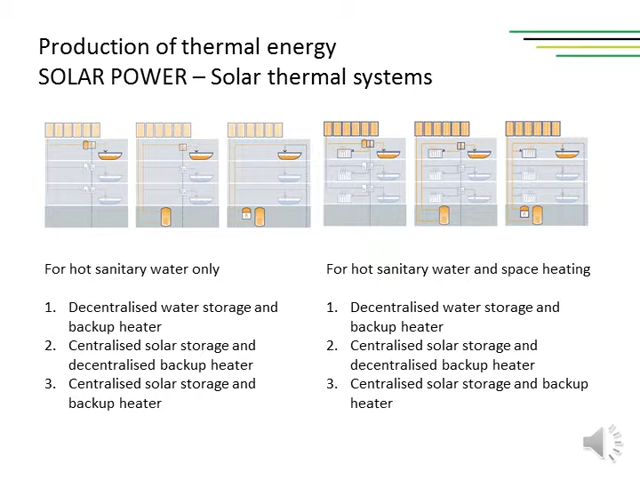 Production of thermal energy
SOLAR POWER – Solar thermal systems
For hot sanitary water only
1. Decentralised water storage and
backup heater
2. Centralised solar storage and
decentralised backup heater
3. Centralised solar storage and
backup heater
For hot sanitary water and space heating
1. Decentralised water storage and
backup heater
2. Centralised solar storage and
decentralised backup heater
3. Centralised solar storage and backup
heater